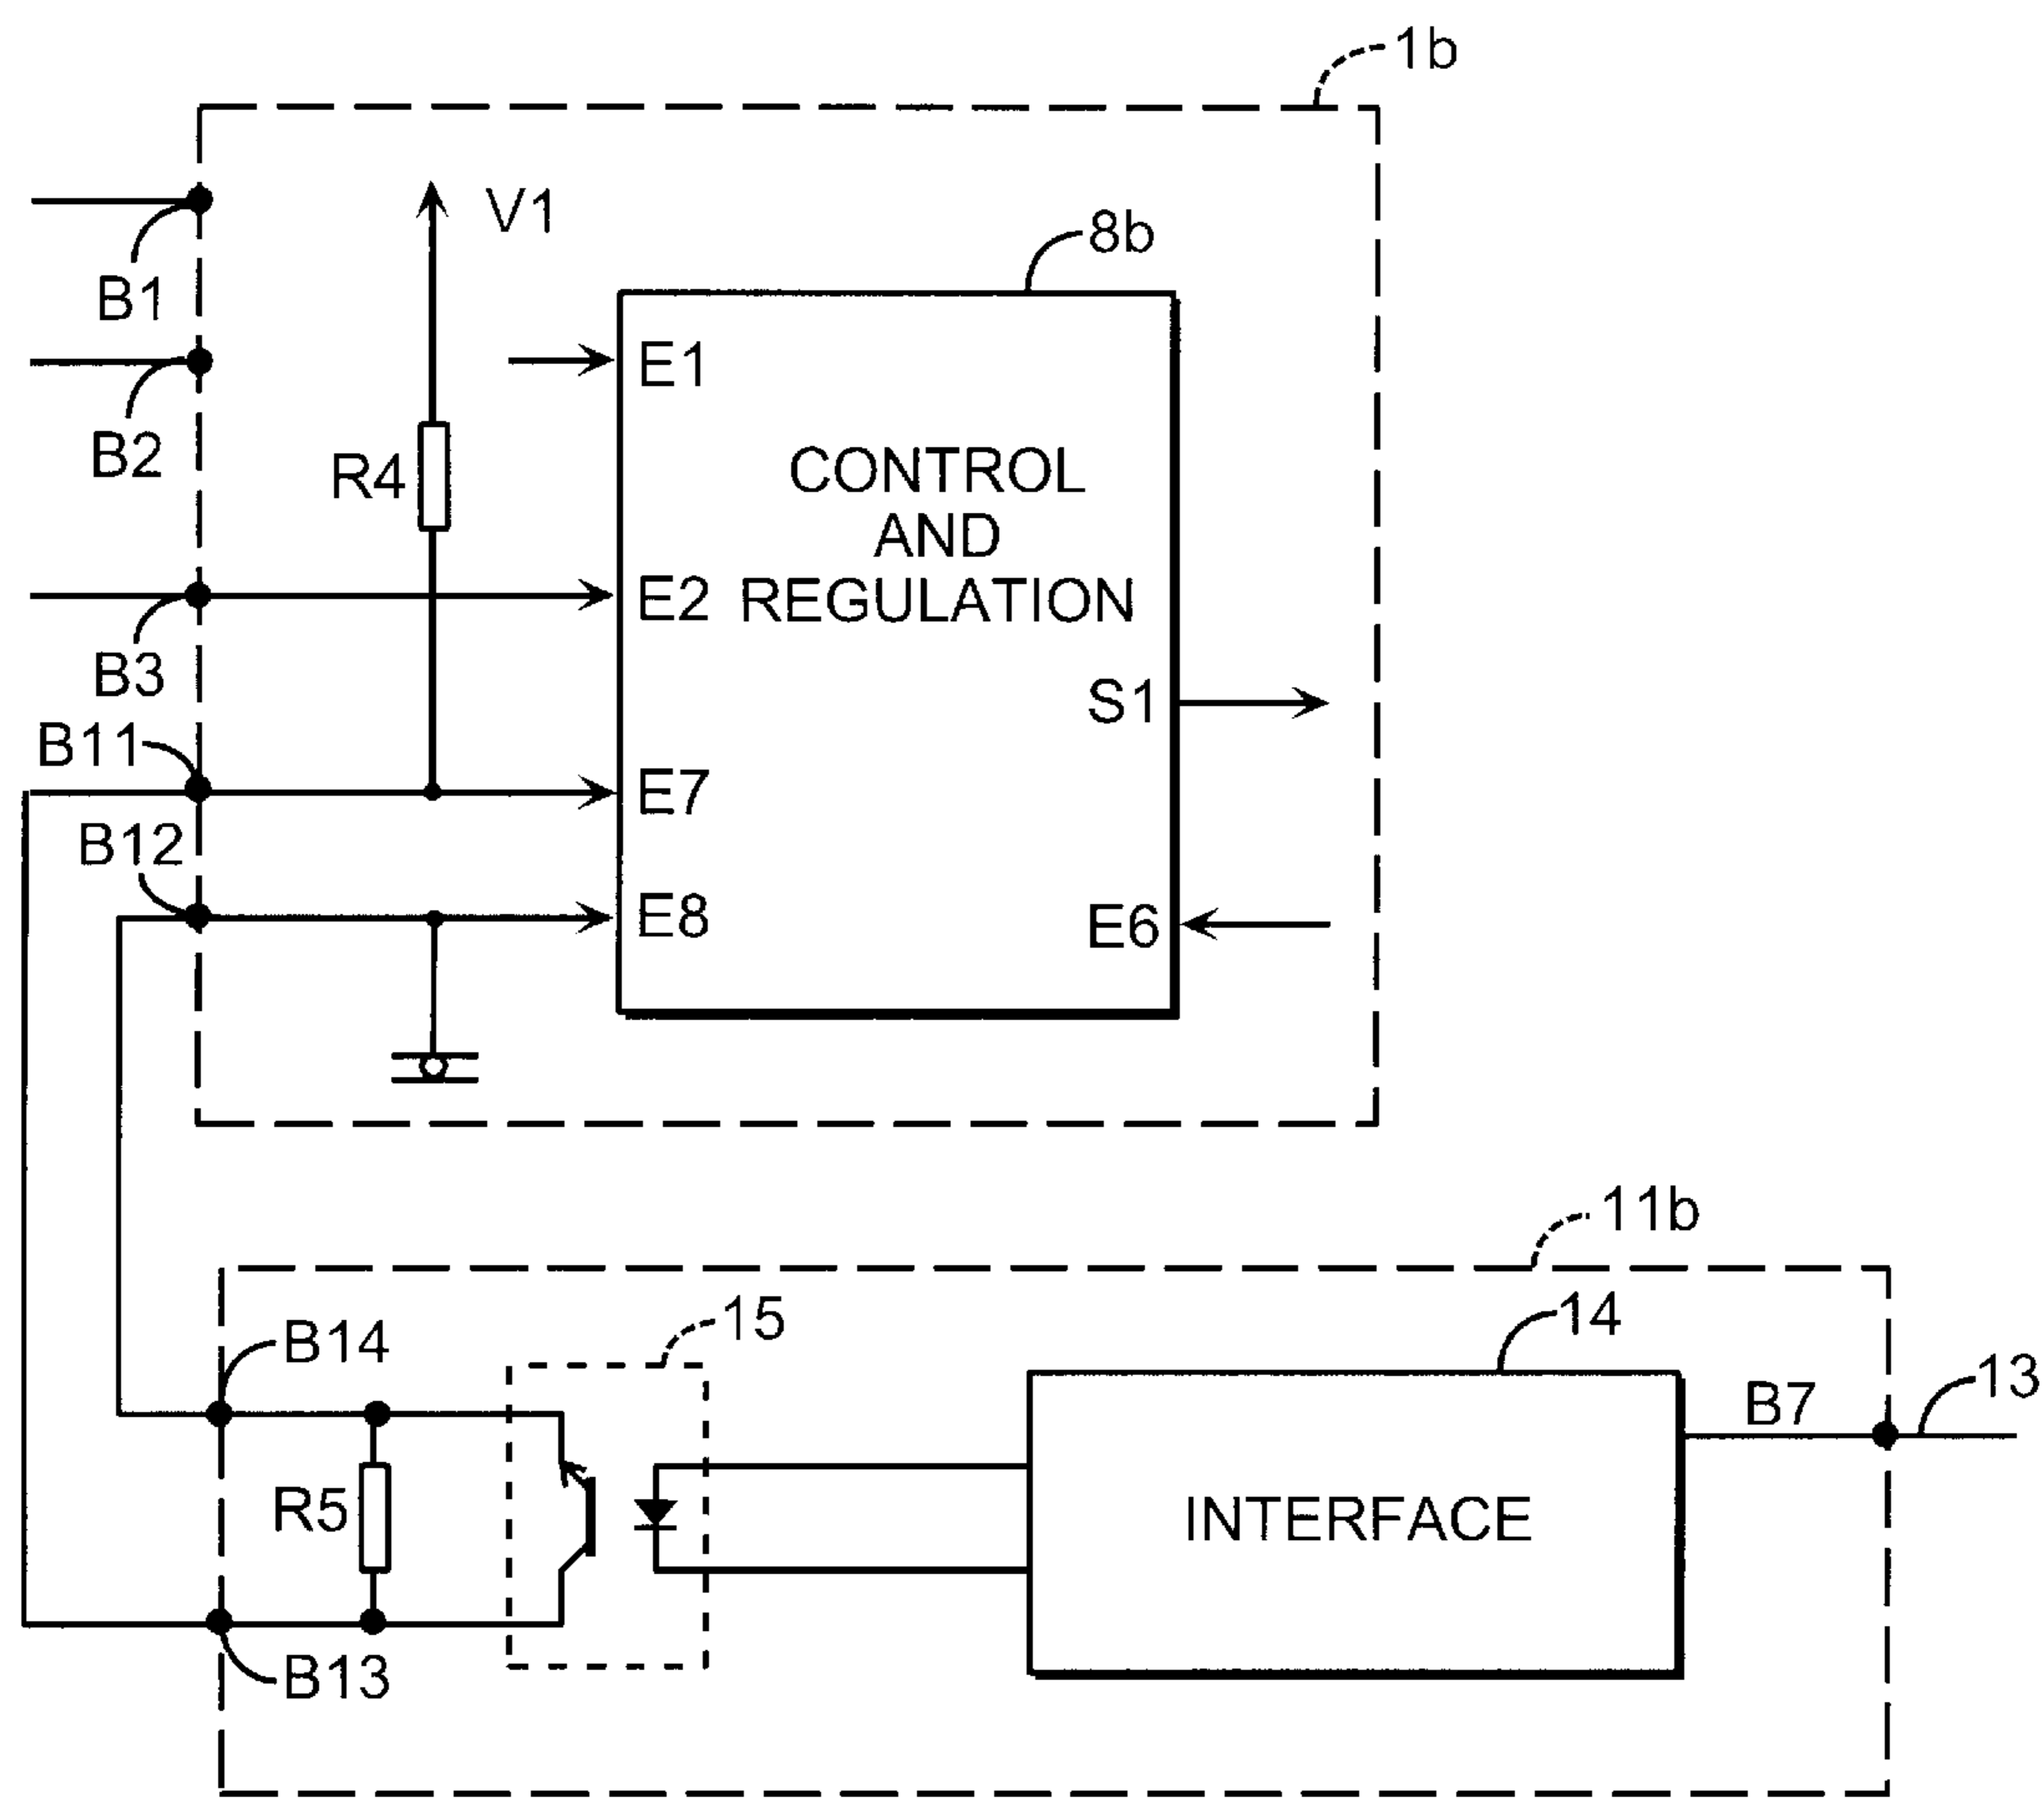 1b
V1
8b
B1
E1
B2
R4
CONTROL
AND
E2
REGULATION
B3
S1
B11
E7
B12
E8
E6
11b
B14
15
14
13
B7
R5
INTERFACE
B13